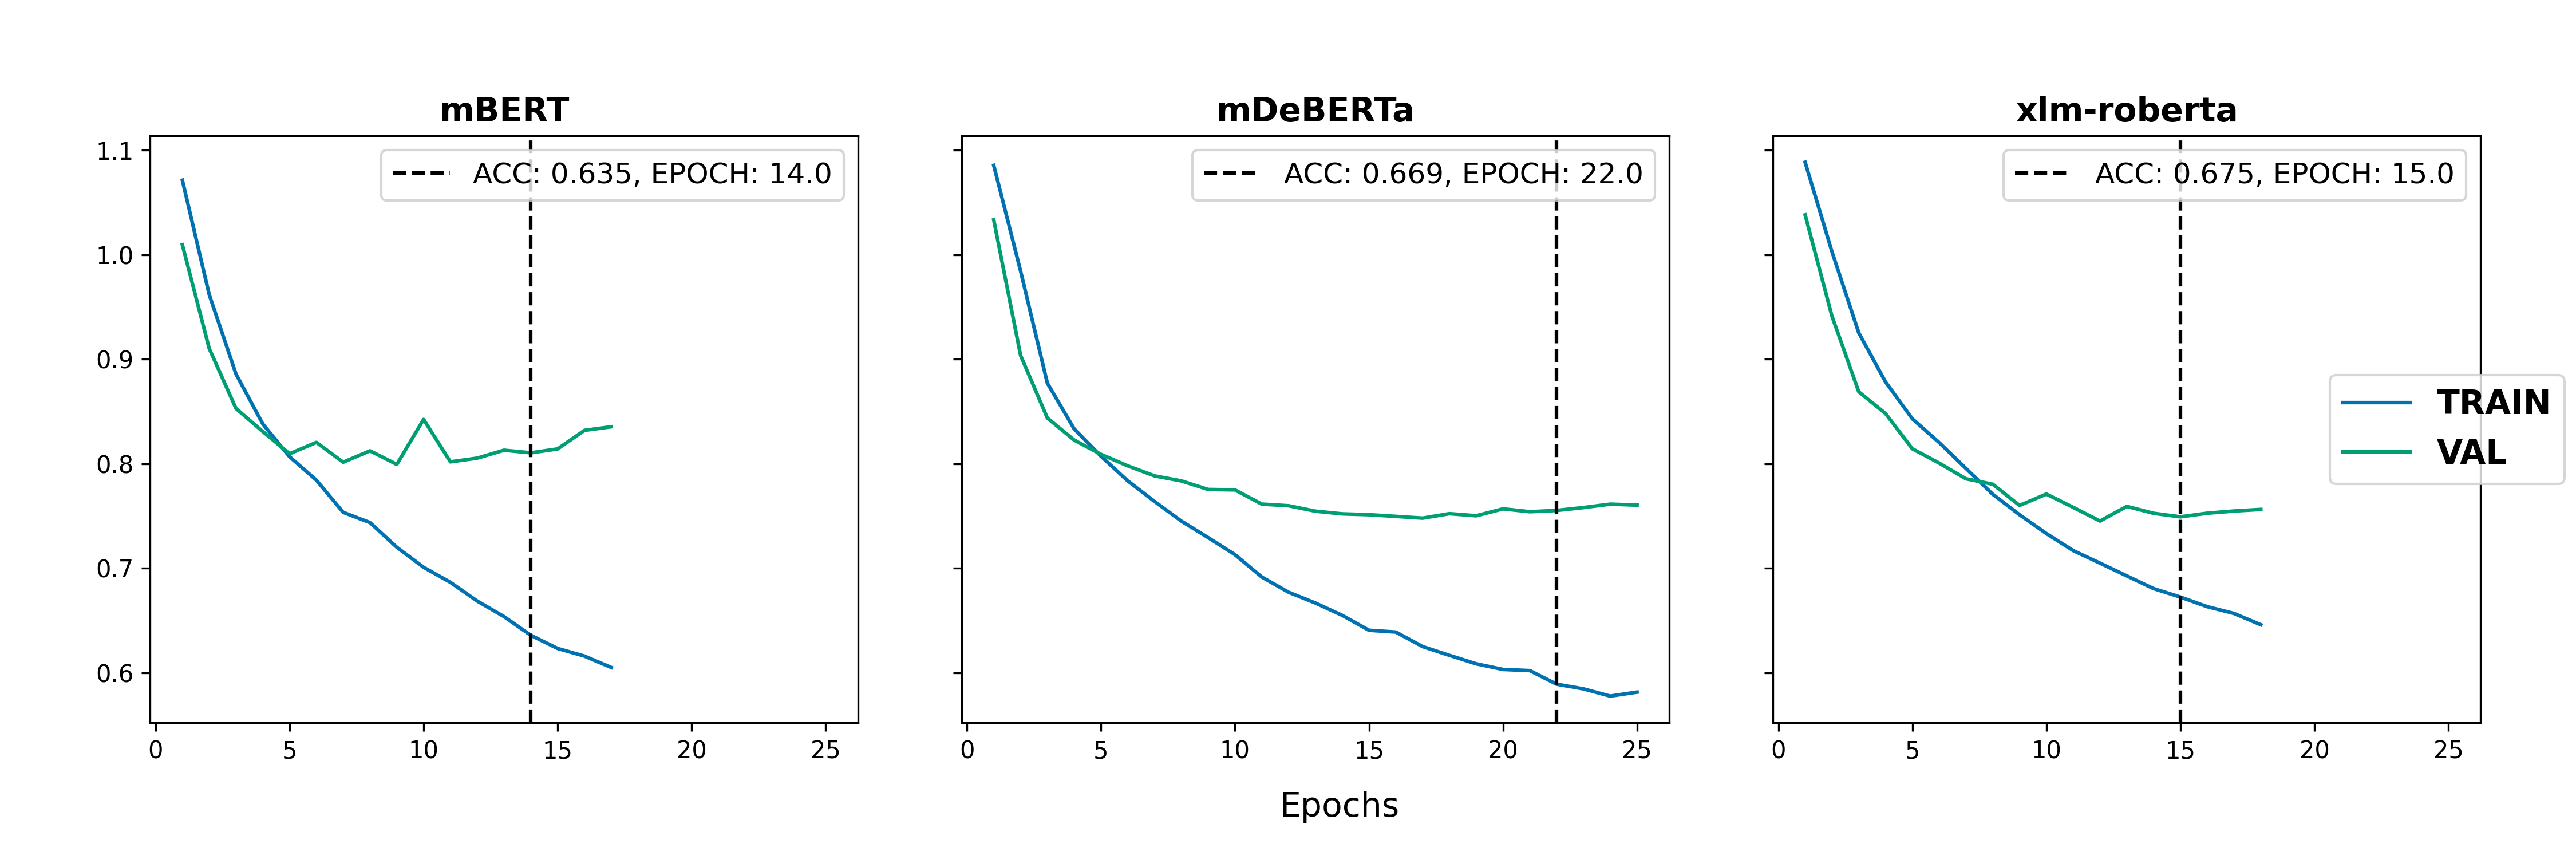 mBERT
mDeBERTa
xlm-roberta
ACC: 0.635, EPOCH: 14.0
ACC: 0.669, EPOCH: 22.0
ACC: 0.675, EPOCH: 15.0
1.1
1.0
0.9
0.8
0.7
0.6
TRAIN
VAL
0 5 10 15 20 25
0 5 10 15 20 25
0 5 10 15 20 25
Epochs